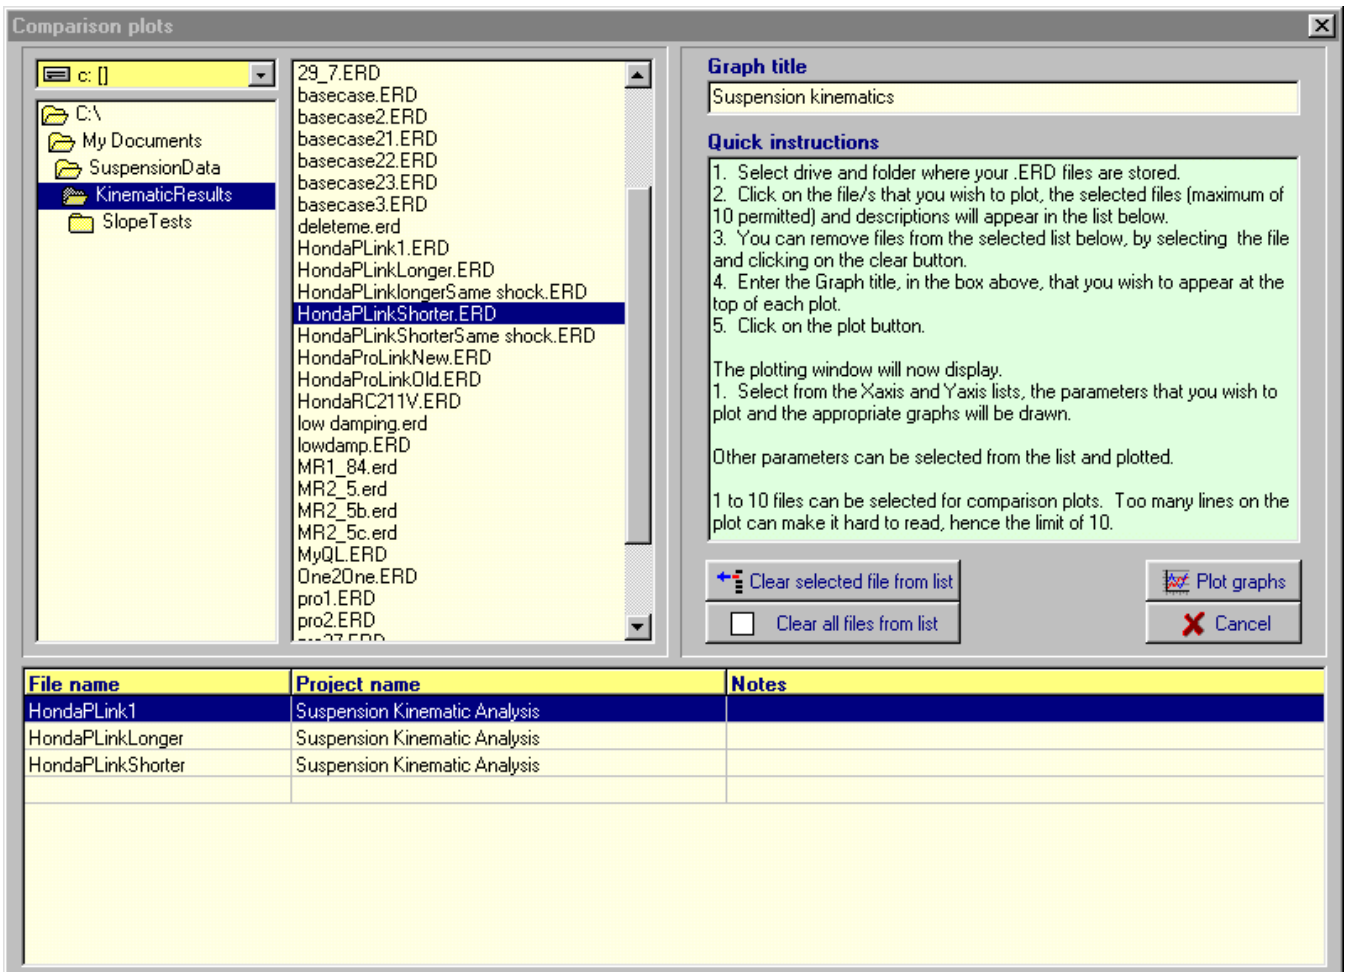 Comparison plots
c: []
C:\
My Documents
SuspensionData
KinematicResults
SlopeTests
29_7.ERD
basecase.ERD
basecase2.ERD
basecase21.ERD
basecase22.ERD
basecase23.ERD
basecase3.ERD
deleteme.erd
HondaPLink1.ERD
HondaPLinkLonger.ERD
HondaPLinklongerSame shock.ERD
HondaPLinkShorter.ERD
HondaPLinkShorterSame shock.ERD
HondaProLinkNew.ERD
HondaProLinkOld.ERD
HondaRC211V.ERD
low damping.erd
lowdamp.ERD
MR1_84.erd
MR2_5.erd
MR2_5b.erd
MR2_5c.erd
MyQL.ERD
One2One.ERD
pro1.ERD
pro2.ERD
Graph title
Suspension kinematics
Quick instructions
1. Select drive and folder where your .ERD files are stored.
2. Click on the file/s that you wish to plot, the selected files (maximum of
10 permitted) and descriptions will appear in the list below.
3. You can remove files from the selected list below, by selecting the file
and clicking on the clear button.
4. Enter the Graph title, in the box above, that you wish to appear at the
top of each plot.
5. Click on the plot button.
The plotting window will now display.
1. Select from the Xaxis and Yaxis lists, the parameters that you wish to
plot and the appropriate graphs will be drawn.
Other parameters can be selected from the list and plotted.
1 to 10 files can be selected for comparison plots. Too many lines on the
plot can make it hard to read, hence the limit of 10.
Clear selected file from list
Plot graphs
Clear all files from list
Cancel
File name Project name Notes
HondaPLink1 Suspension Kinematic Analysis
HondaPLinkLonger Suspension Kinematic Analysis
HondaPLinkShorter Suspension Kinematic Analysis